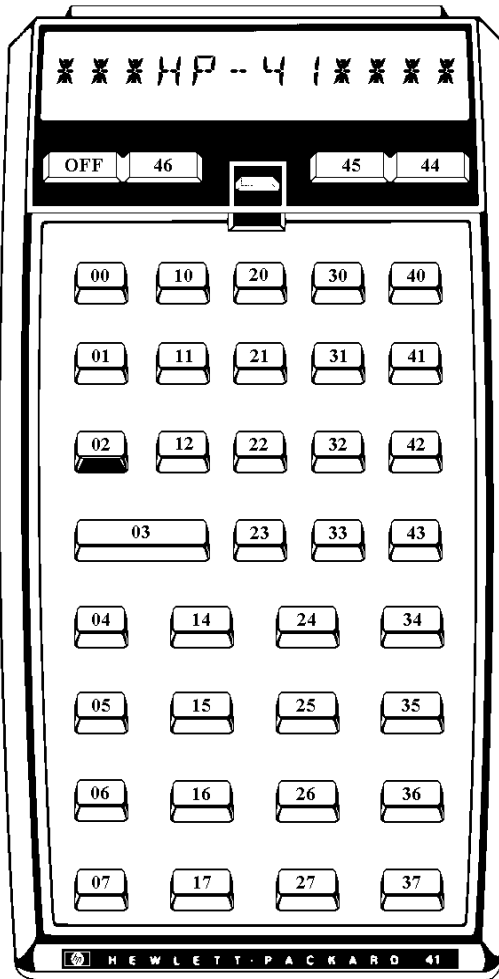 ***HP-41****
OFF 46 45 44
00 10 20 30 40
01 11 21 31 41
02 12 22 32 42
03 23 33 43
04 14 24 34
05 15 25 35
06 16 26 36
07 17 27 37
hp HEWLETT·PACKARD 41